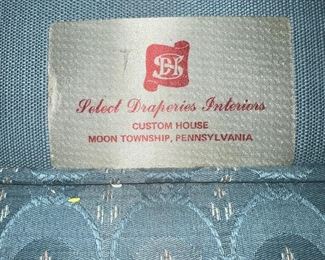 Select Draperies Interiors
CUSTOM HOUSE
MOON TOWNSHIP, PENNSYLVANIA